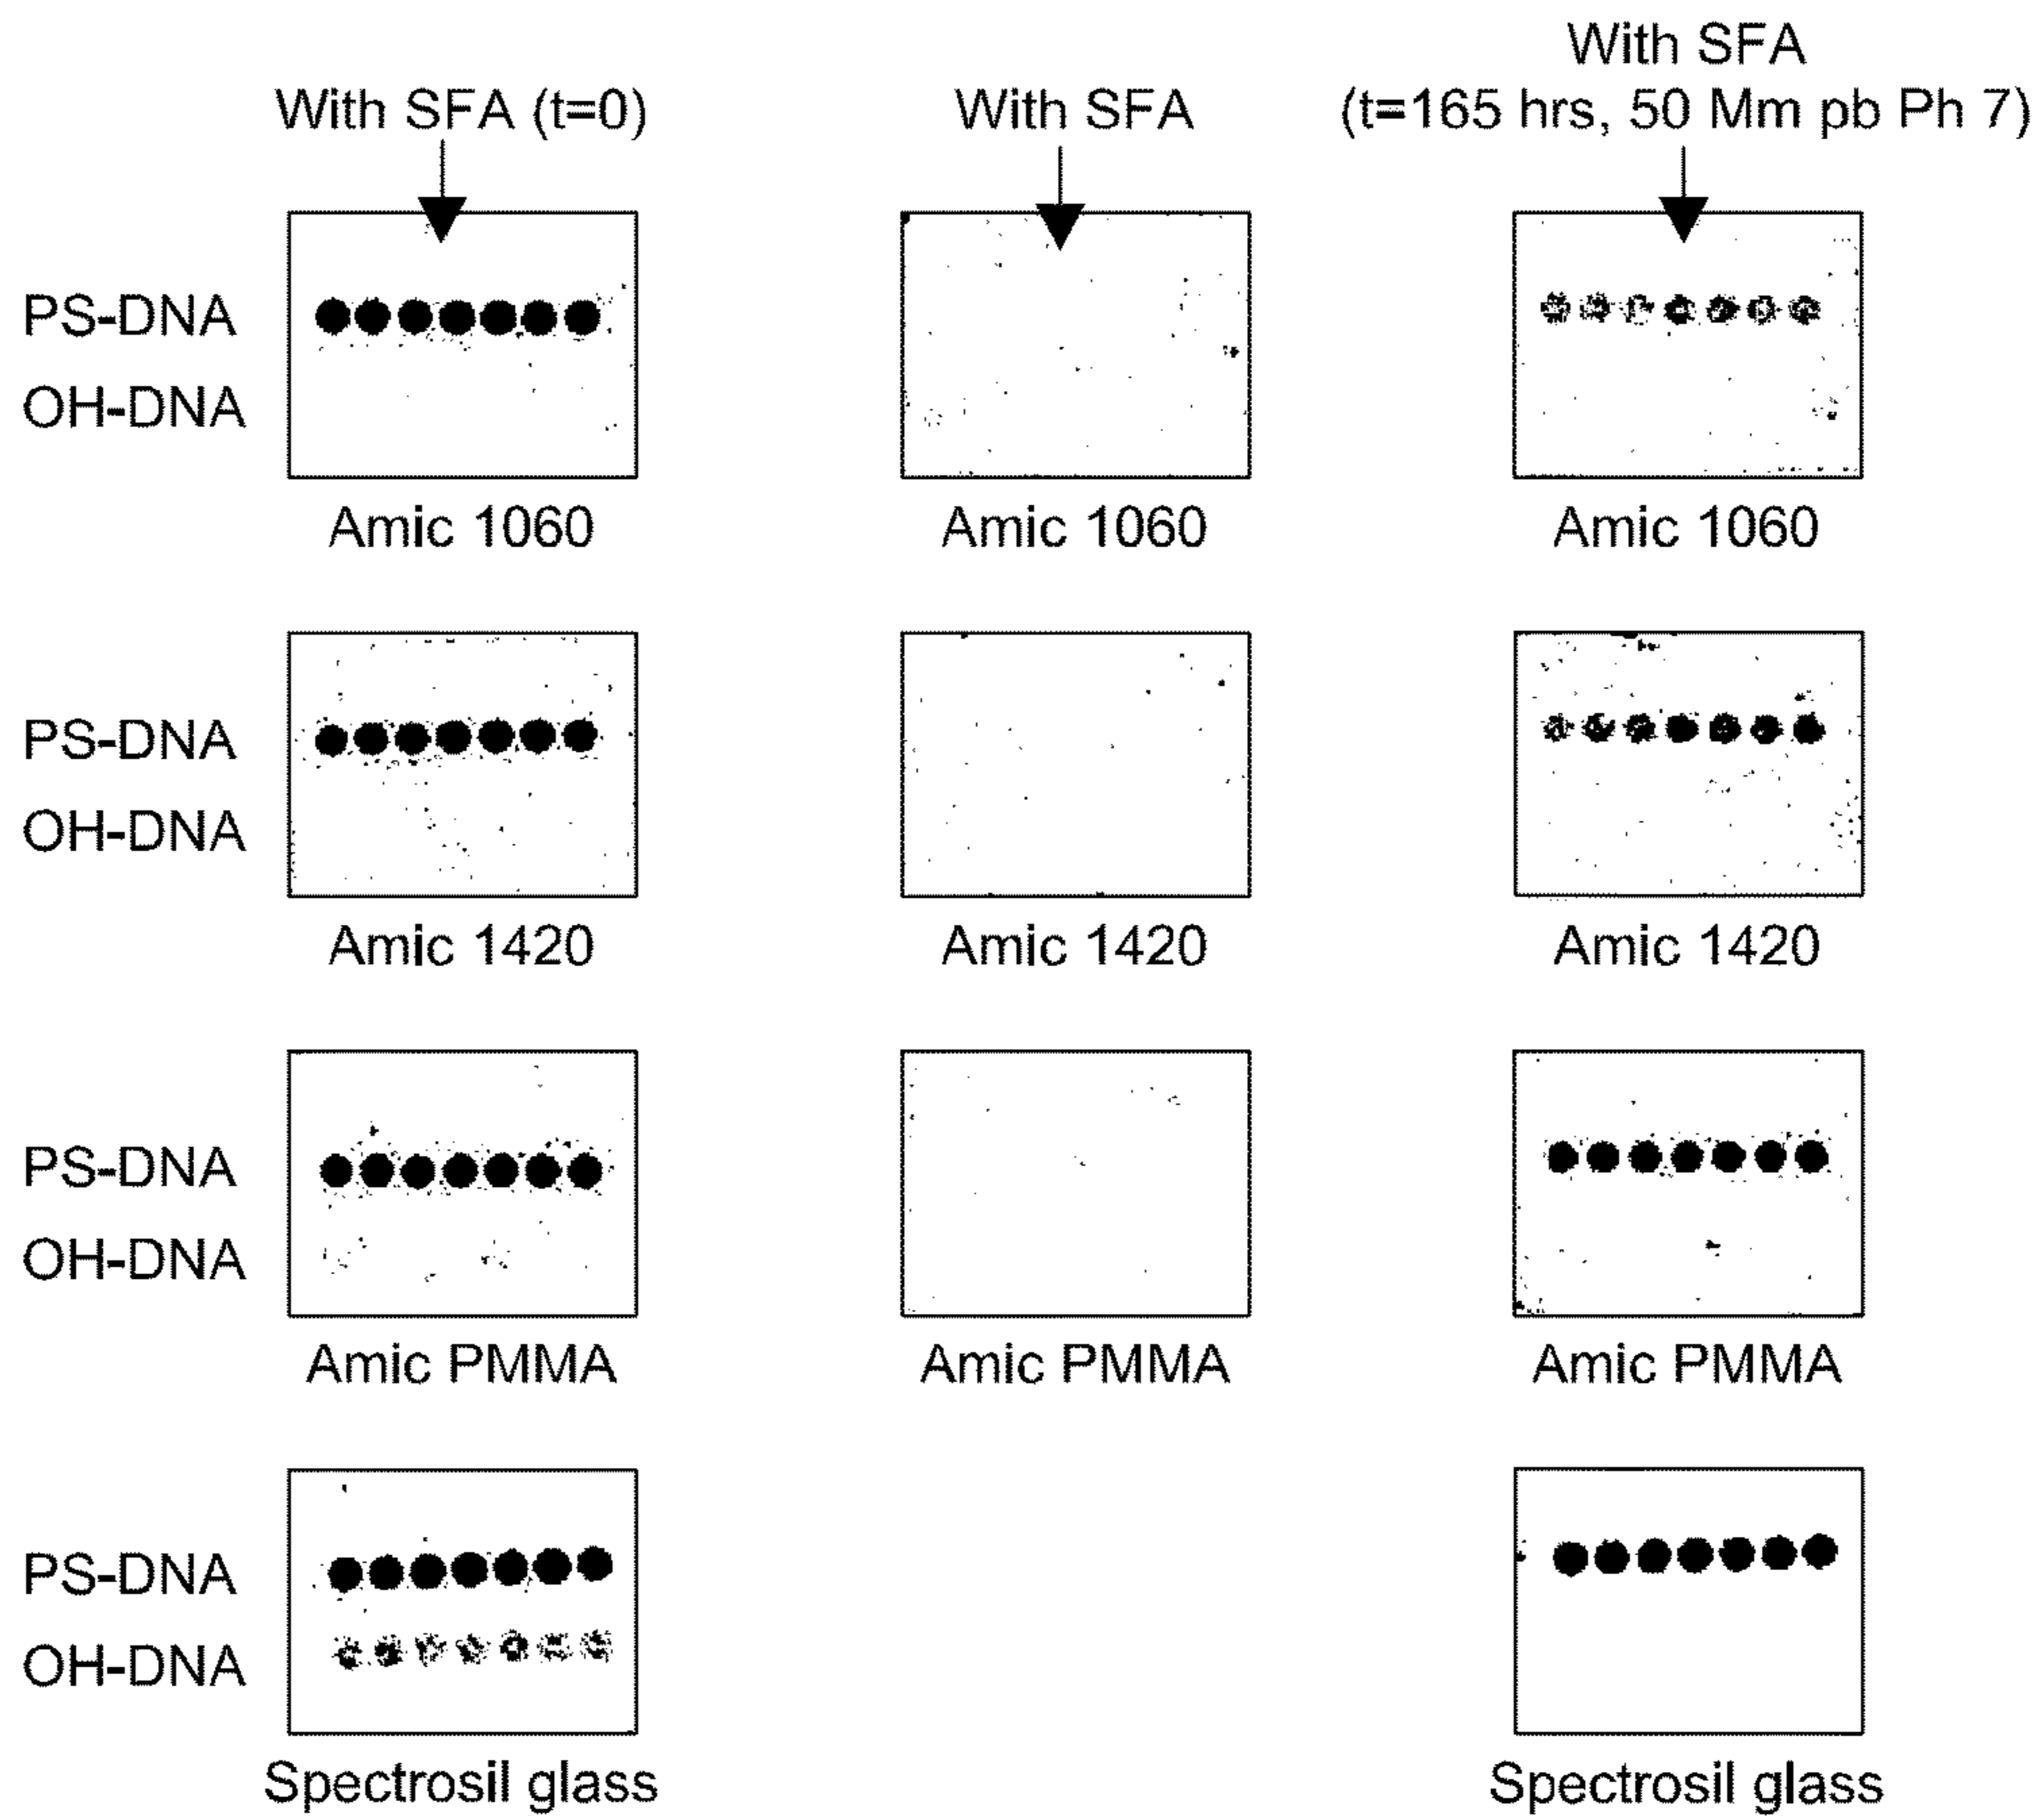 With SFA (t=0)
With SFA
With SFA
(t=165 hrs, 50 Mm pb Ph 7)
PS-DNA
OH-DNA
Amic 1060
Amic 1060
Amic 1060
PS-DNA
OH-DNA
Amic 1420
Amic 1420
Amic 1420
PS-DNA
OH-DNA
Amic PMMA
Amic PMMA
Amic PMMA
PS-DNA
OH-DNA
Spectrosil glass
Spectrosil glass